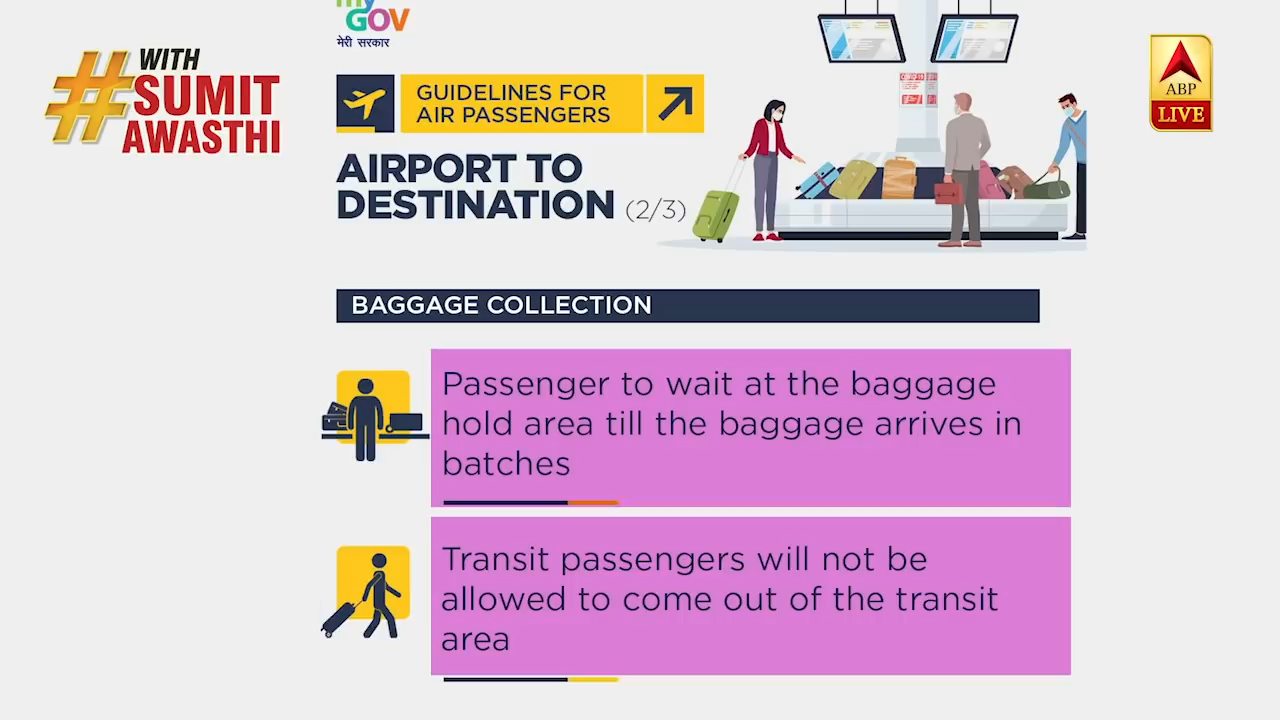 my
GOV
मेरी सरकार
#WITH
SUMIT
AWASTHI
ABP
LIVE
GUIDELINES FOR
AIR PASSENGERS
AIRPORT TO
DESTINATION (2/3)
BAGGAGE COLLECTION
Passenger to wait at the baggage
hold area till the baggage arrives in
batches
Transit passengers will not be
allowed to come out of the transit
area